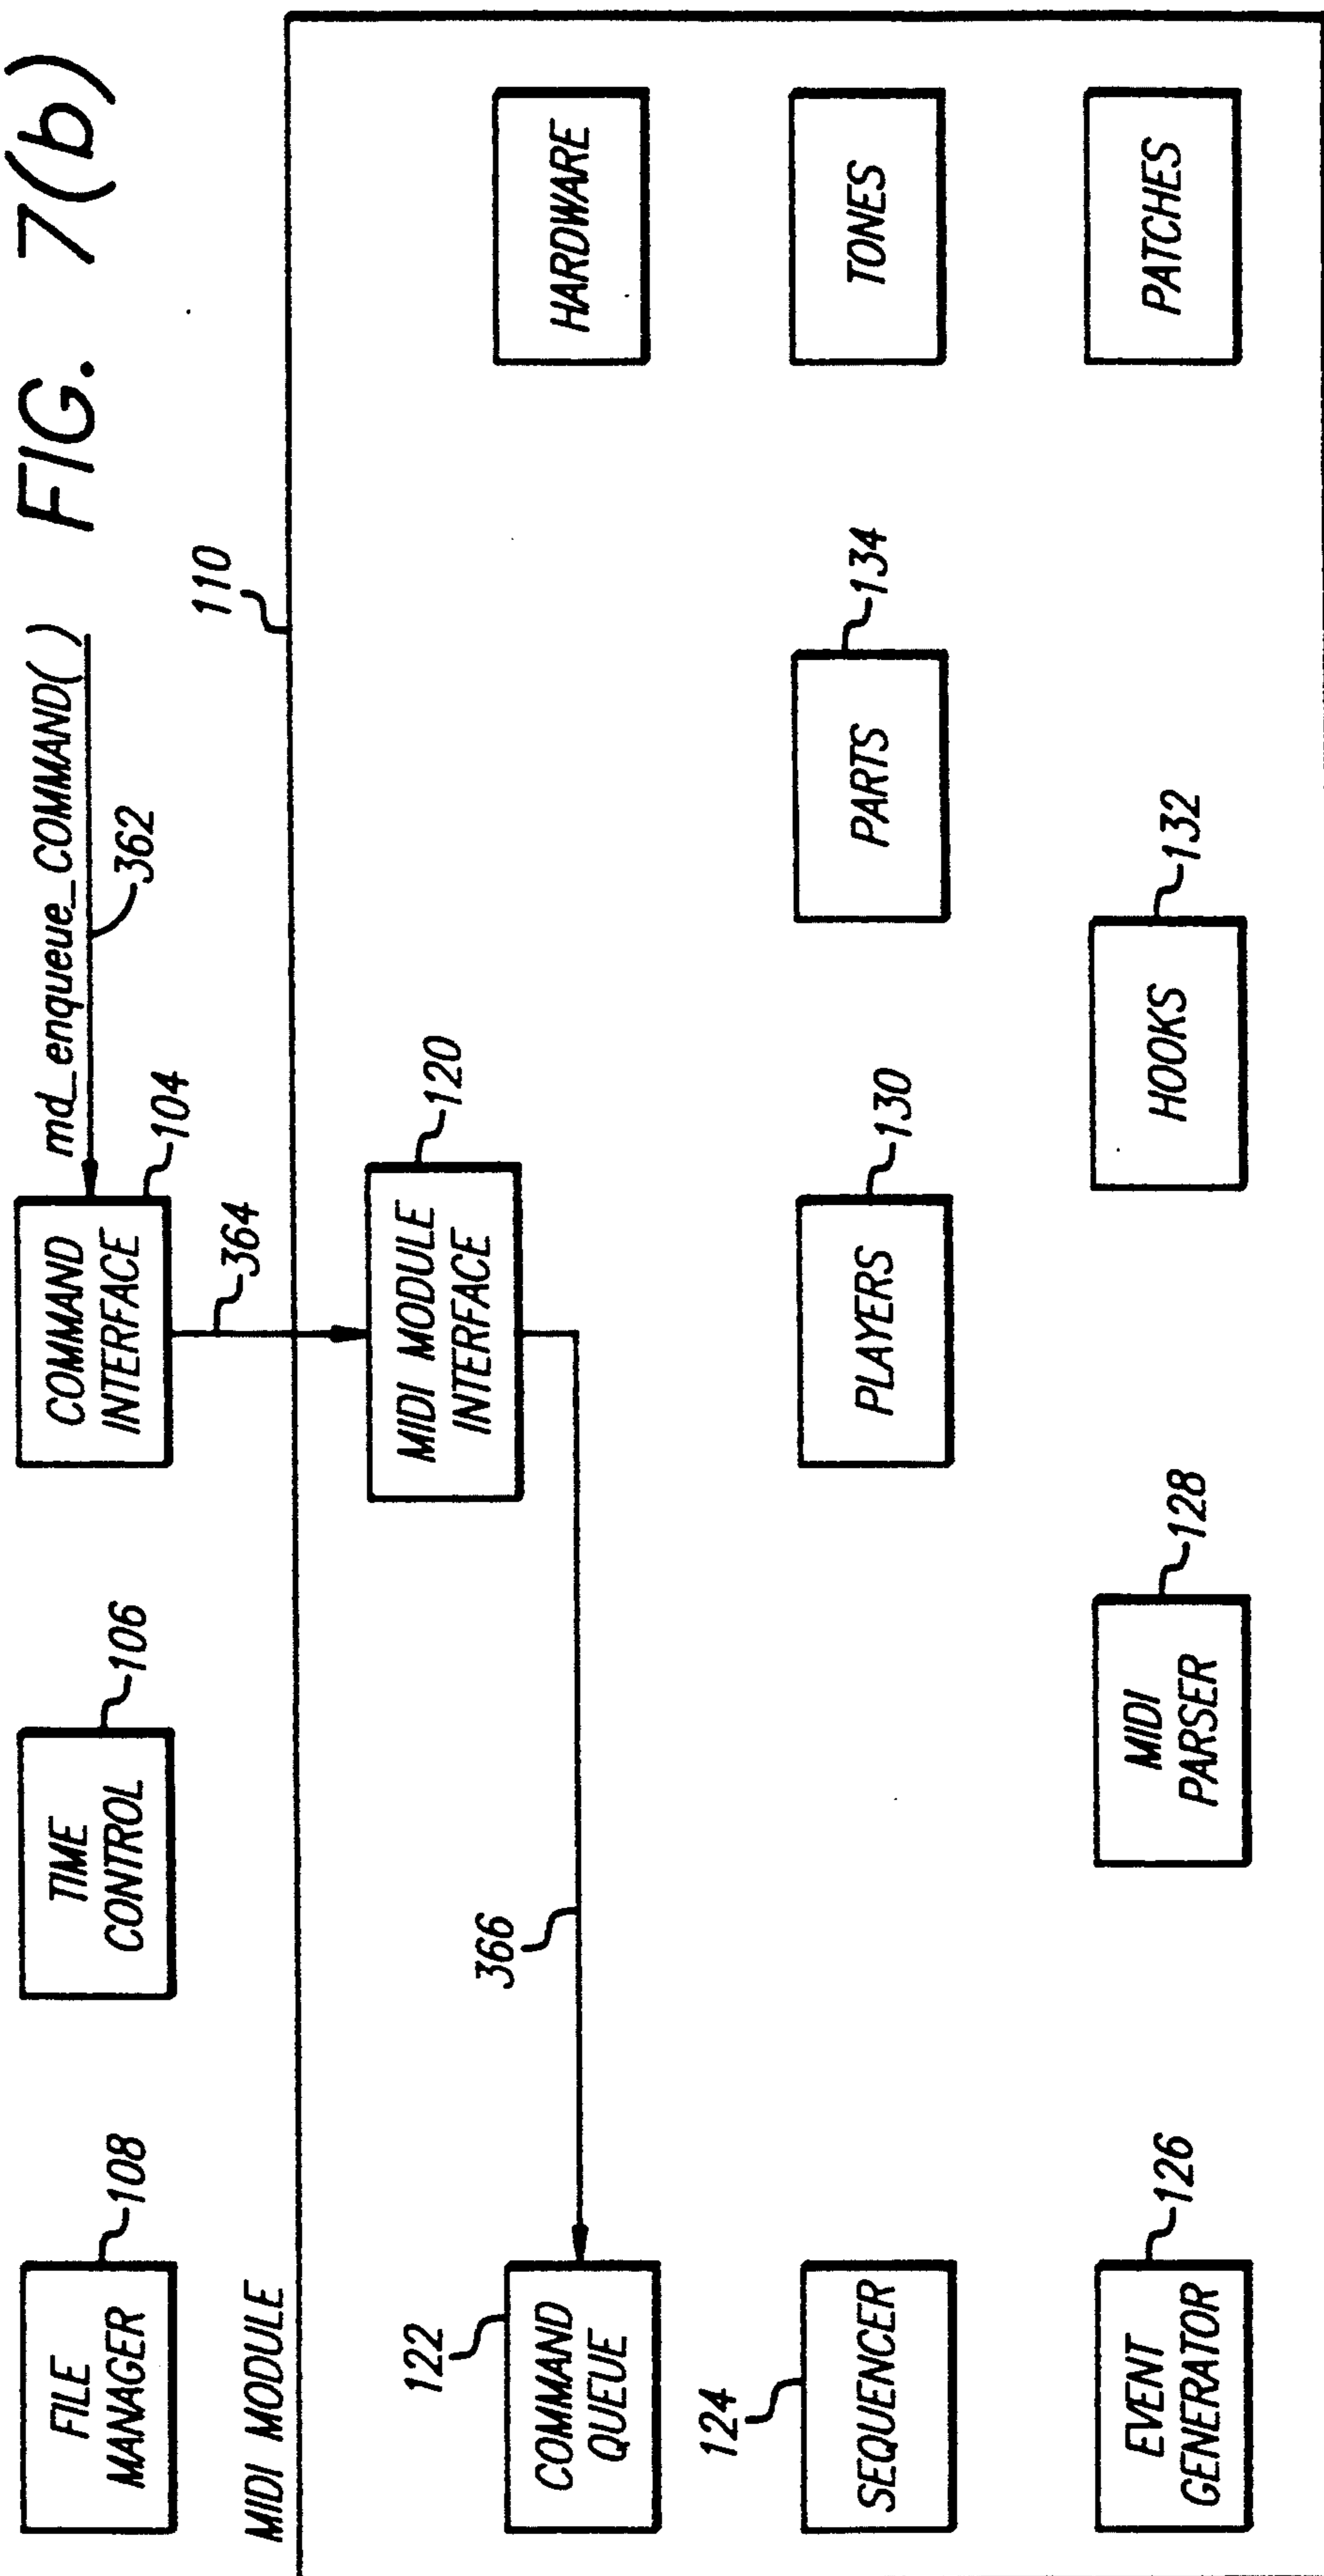 FIG. 7(b)
md_enqueue_COMMAND( )
362
FILE
MANAGER
108
TIME
CONTROL
106
COMMAND
INTERFACE
104
364
110
MIDI MODULE
MIDI MODULE
INTERFACE
120
366
122
COMMAND
QUEUE
HARDWARE
124
SEQUENCER
PLAYERS
130
PARTS
134
TONES
EVENT
GENERATOR
126
MIDI
PARSER
128
HOOKS
132
PATCHES